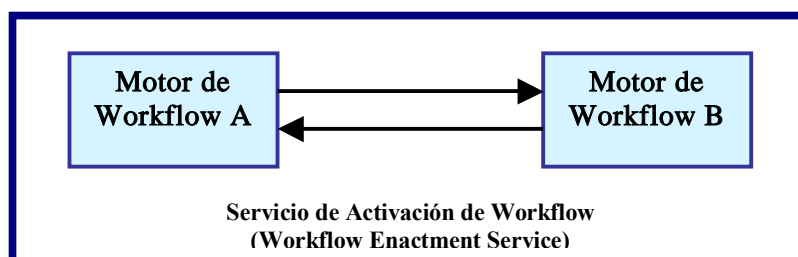 Motor de
Workflow A
Motor de
Workflow B
Servicio de Activación de Workflow
(Workflow Enactment Service)